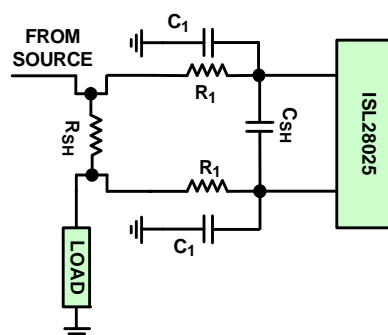 C1
FROM
SOURCE
R1
RSH
CSH
ISL28025
R1
C1
LOAD